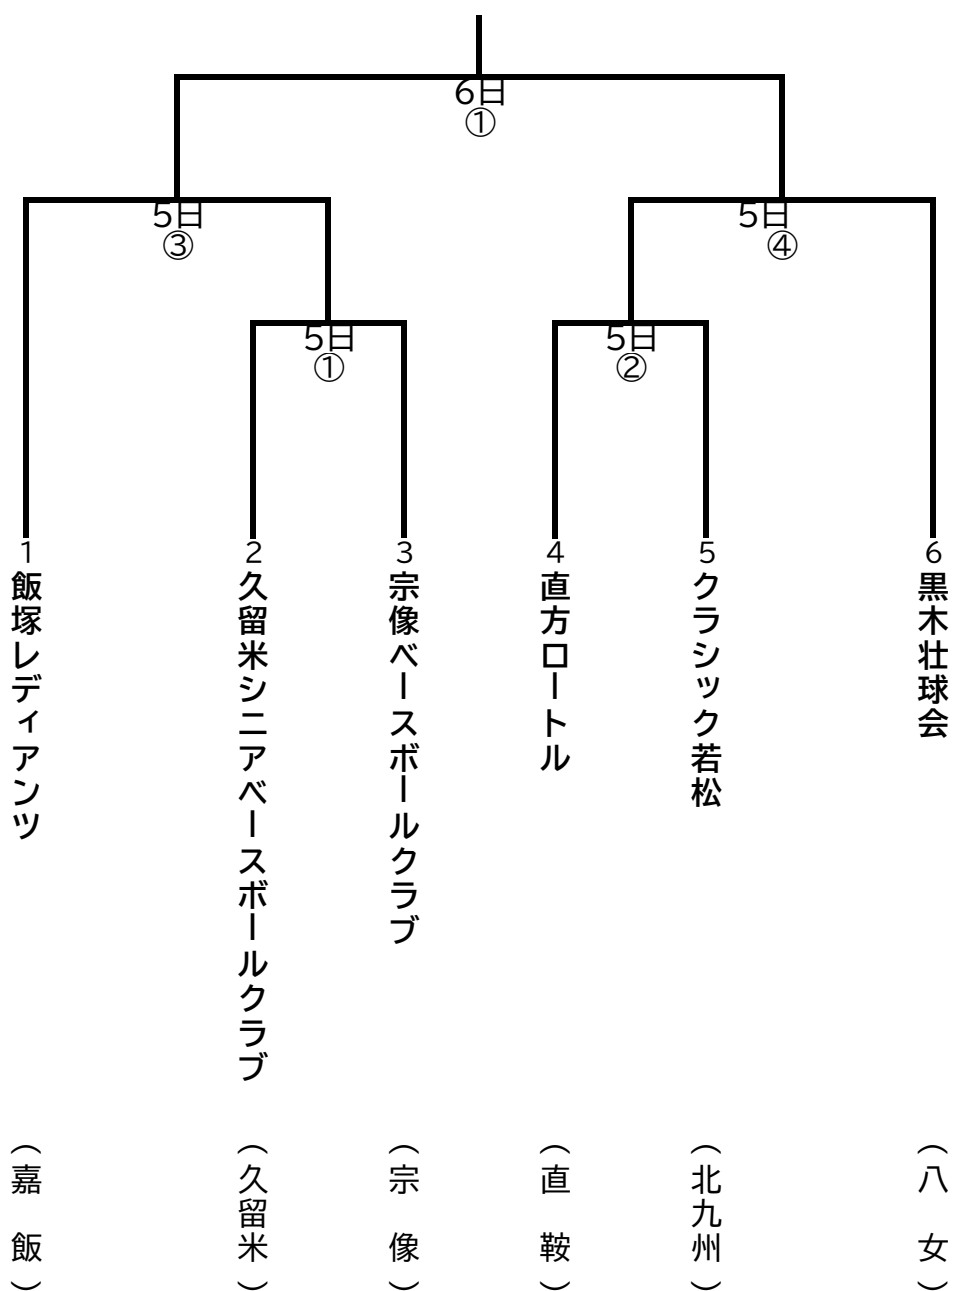 6日
①
5日
③
5日
④
5日
①
5日
②
1 飯塚レディアンツ
（嘉　飯）
2 久留米シニアベースボールクラブ
（久留米）
3 宗像ベースボールクラブ
（宗　像）
4 直方ロートル
（直　鞍）
5 クラシック若松
（北九州）
6 黒木壮球会
（八　女）